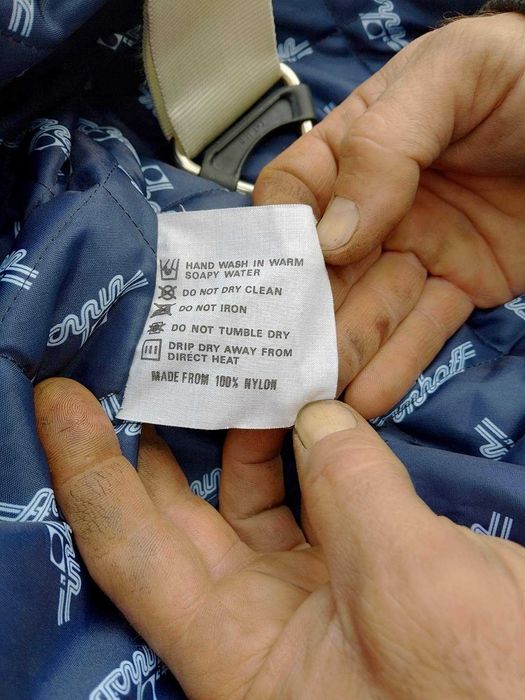 HAND WASH IN WARM
SOAPY WATER
DO NOT DRY CLEAN
DO NOT IRON
DO NOT TUMBLE DRY
DRIP DRY AWAY FROM
DIRECT HEAT
MADE FROM 100% NYLON